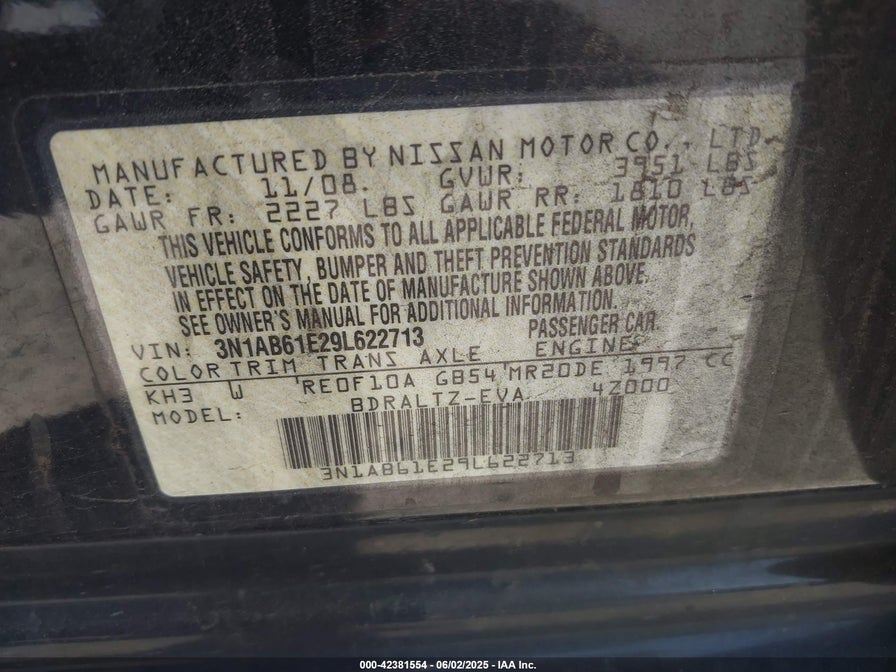 MANUFACTURED BY NISSAN MOTOR CO., LTD.
DATE: 11/08. GVWR: 3951 LBS
GAWR FR: 2227 LBS GAWR RR: 1810 LBS
THIS VEHICLE CONFORMS TO ALL APPLICABLE FEDERAL MOTOR,
VEHICLE SAFETY, BUMPER AND THEFT PREVENTION STANDARDS
IN EFFECT ON THE DATE OF MANUFACTURE SHOWN ABOVE.
SEE OWNER'S MANUAL FOR ADDITIONAL INFORMATION.
VIN: 3N1AB61E29L622713 PASSENGER CAR.
COLOR TRIM TRANS AXLE ENGINE
KH3 W RE0F10A GB54 MR20DE 1997 CC
MODEL: BDRALTZ-EVA 4Z000
3N1AB61E29L622713
000-42381554 | 06/02/2025 - IAA Inc.